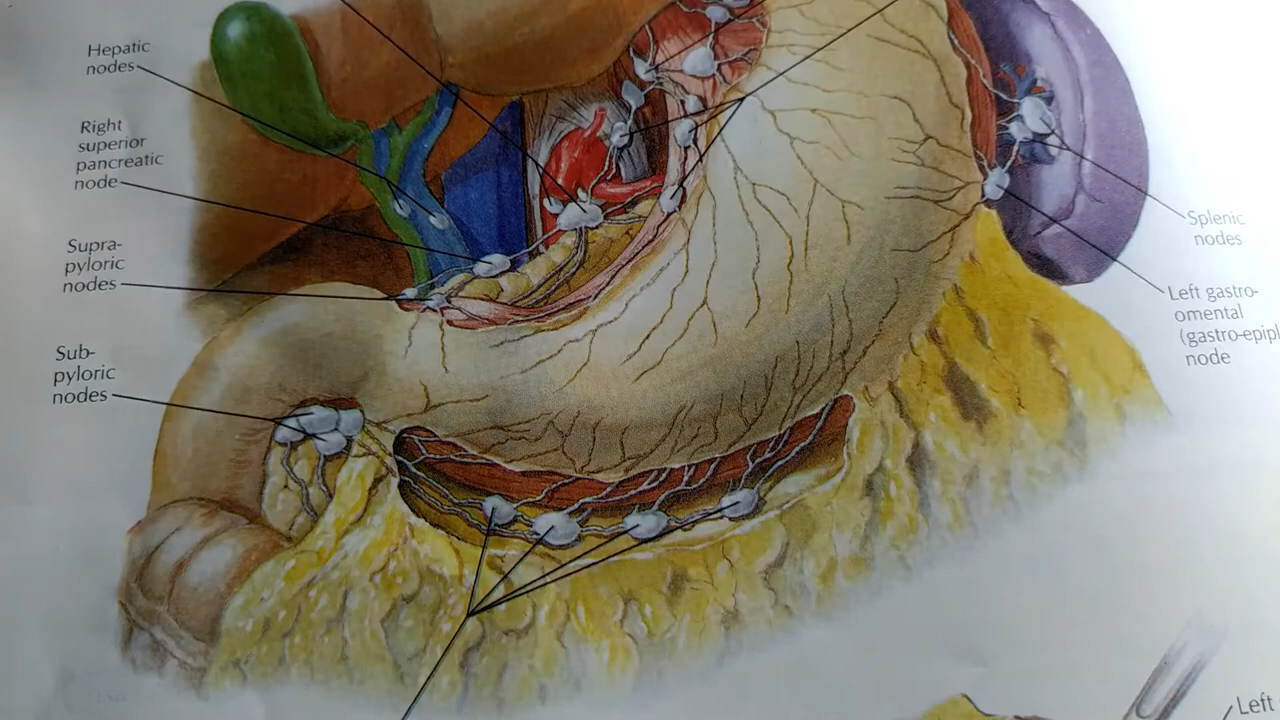 Hepatic
nodes
Right
superior
pancreatic
node
Supra-
pyloric
nodes
Sub-
pyloric
nodes
Splenic
nodes
Left gastro-
omental
(gastro-epipl
node
Left